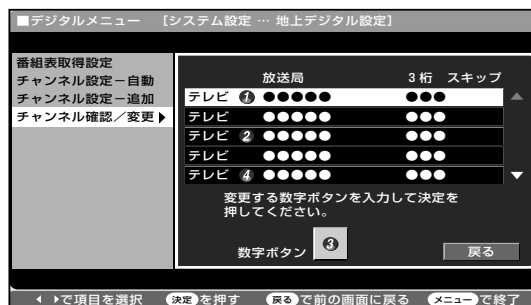 ■デジタルメニュー [システム設定 … 地上デジタル設定]
番組表取得設定
チャンネル設定－自動
チャンネル設定－追加
チャンネル確認／変更▶
放送局 3桁 スキップ
テレビ ❶ ●●●●● ●●●
テレビ ●●●●● ●●●
テレビ ❷ ●●●●● ●●●
テレビ ●●●●● ●●●
テレビ ❹ ●●●●● ●●●
変更する数字ボタンを入力して決定を
押してください。
数字ボタン ❸
戻る
◀ ▶で項目を選択 決定を押す 戻るで前の画面に戻る メニューで終了